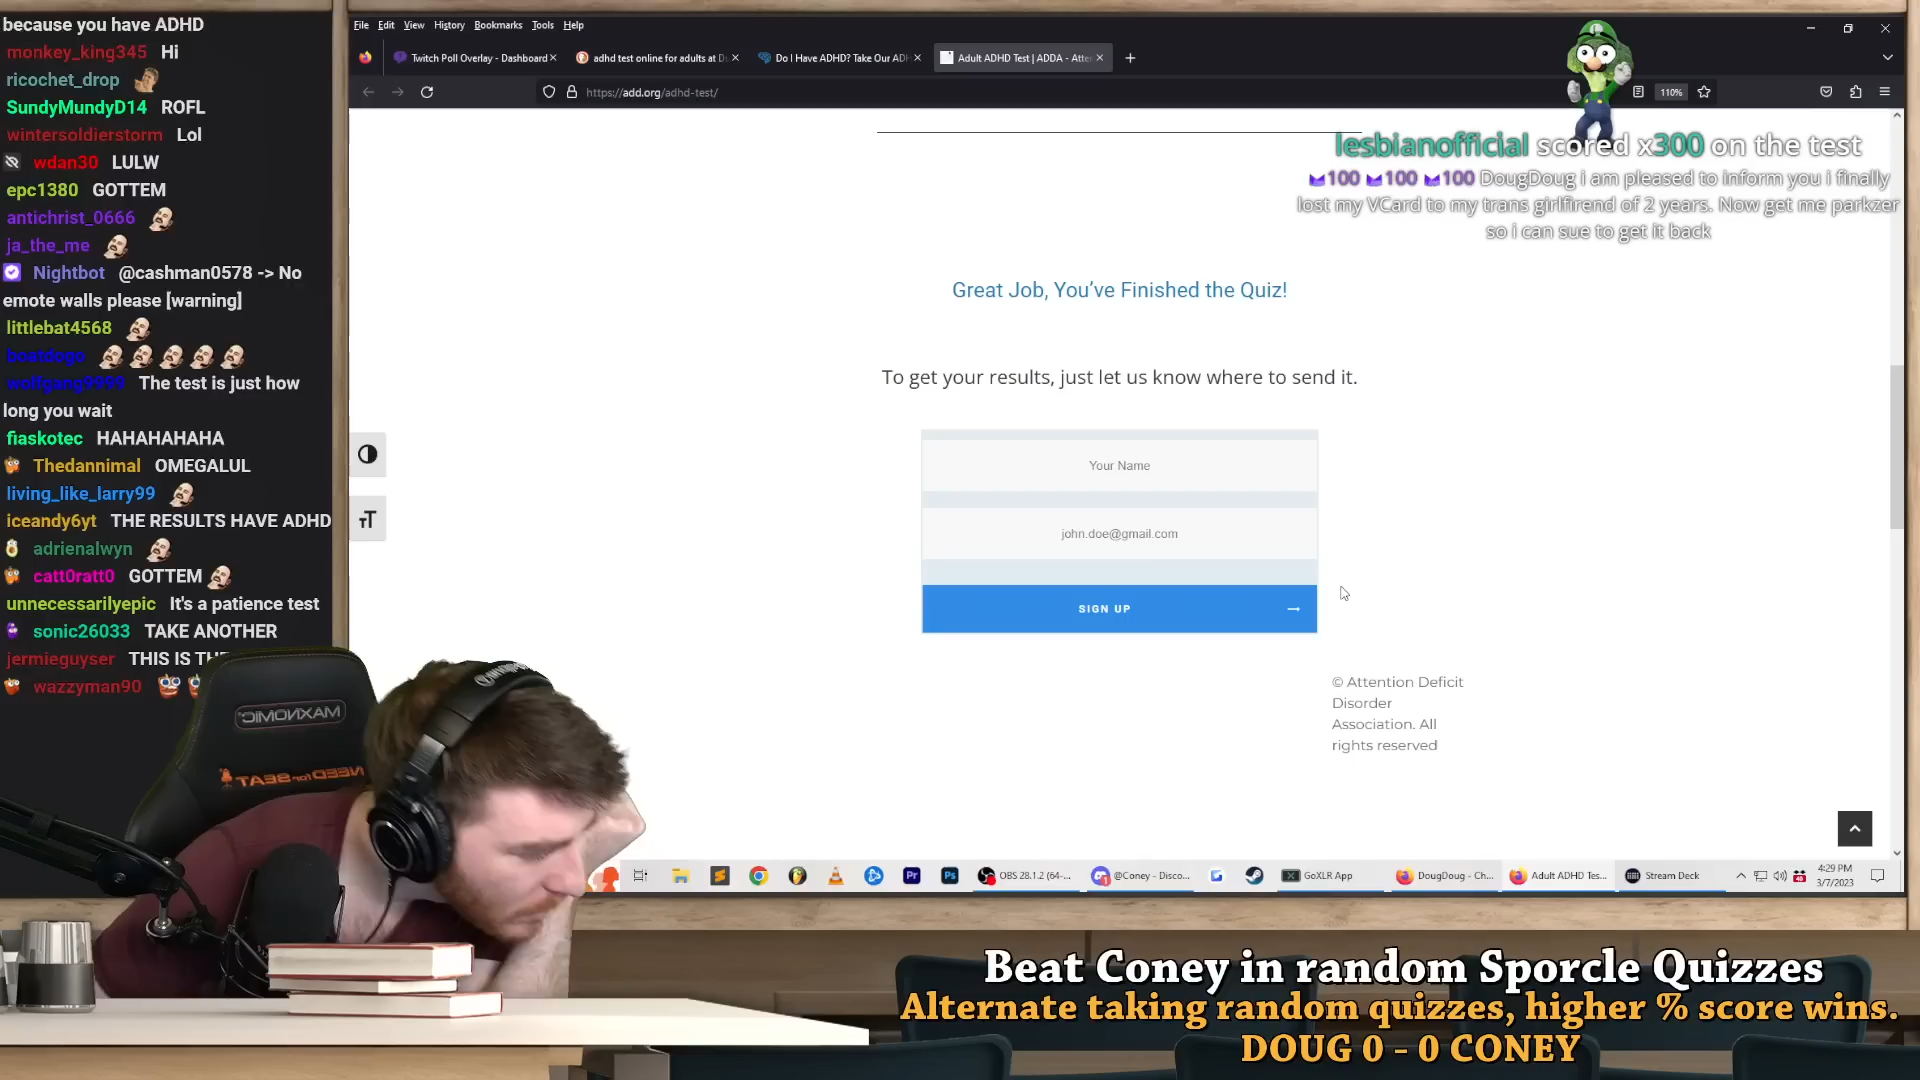 because you have ADHD
monkey_king345 Hi
ricochet_drop
SundyMundyD14 ROFL
wintersoldierstorm Lol
wdan30 LULW
epc1380 GOTTEM
antichrist_0666
ja_the_me
Nightbot @cashman0578 -> No
emote walls please [warning]
littlebat4568
boatdogo
wolfgang9999 The test is just how
long you wait
fiaskotec HAHAHAHAHA
Thedannimal OMEGALUL
living_like_larry99
iceandy6yt THE RESULTS HAVE ADHD
adrienalwyn
catt0ratt0 GOTTEM
unnecessarilyepic It's a patience test
sonic26033 TAKE ANOTHER
jermieguyser THIS IS THE
wazzyman90
File Edit View History Bookmarks Tools Help
Twitch Poll Overlay - Dashboard
adhd test online for adults at D
Do I Have ADHD? Take Our AD
Adult ADHD Test | ADDA - Atte
https://add.org/adhd-test/
110%
lesbianofficial scored x300 on the test
100 100 100 DougDoug i am pleased to inform you i finally
lost my VCard to my trans girlfirend of 2 years. Now get me parkzer
so i can sue to get it back
Great Job, You've Finished the Quiz!
To get your results, just let us know where to send it.
Your Name
john.doe@gmail.com
SIGN UP
© Attention Deficit
Disorder
Association. All
rights reserved
MAXNOMIC
NEED for SEAT
OBS 28.1.2 (64-...
@Coney - Disco...
GoXLR App
DougDoug - Ch...
Adult ADHD Tes...
Stream Deck
4:29 PM
3/7/2023
Beat Coney in random Sporcle Quizzes
Alternate taking random quizzes, higher % score wins.
DOUG 0 - 0 CONEY